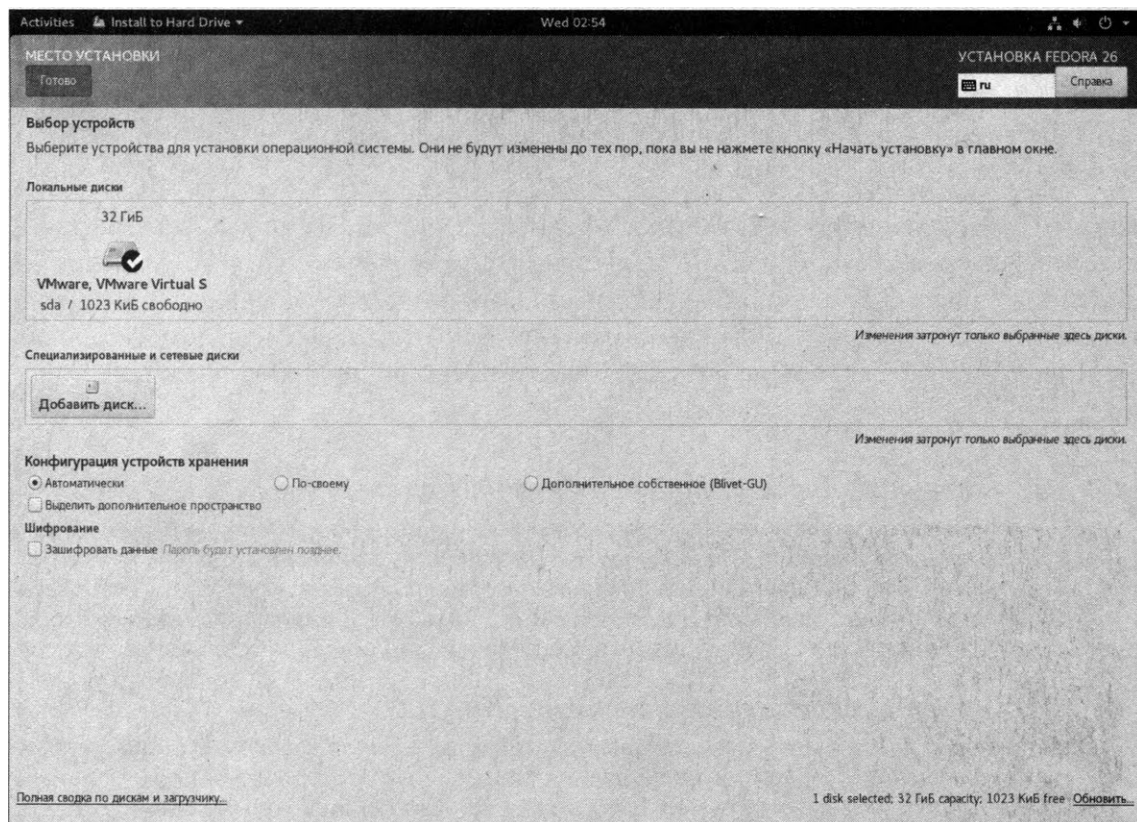 Activities Install to Hard Drive Wed 02:54
МЕСТО УСТАНОВКИ УСТАНОВКА FEDORA 26
Готово ru Справка
Выбор устройств
Выберите устройства для установки операционной системы. Они не будут изменены до тех пор, пока вы не нажмете кнопку «Начать установку» в главном окне.
Локальные диски
32 ГиБ
VMware, VMware Virtual S
sda / 1023 КиБ свободно
Изменения затронут только выбранные здесь диски.
Специализированные и сетевые диски
Добавить диск...
Изменения затронут только выбранные здесь диски.
Конфигурация устройств хранения
Автоматически По-своему Дополнительное собственное (Blivet-GU)
Выделить дополнительное пространство
Шифрование
Зашифровать данные Пароль будет установлен позднее.
Полная сводка по дискам и загрузчику... 1 disk selected; 32 ГиБ capacity; 1023 КиБ free Обновить...